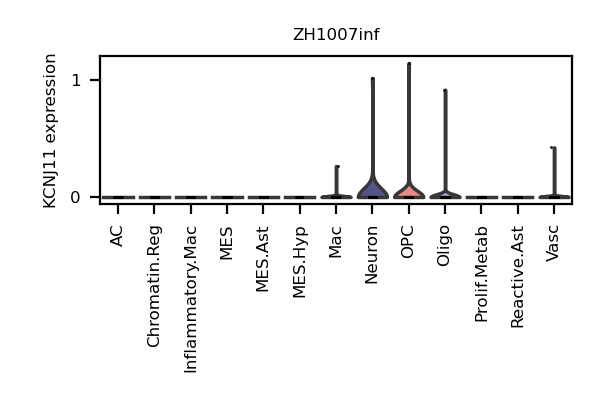 ZH1007inf
KCNJ11 expression
1
0
AC
Chromatin.Reg
Inflammatory.Mac
MES
MES.Ast
MES.Hyp
Mac
Neuron
OPC
Oligo
Prolif.Metab
Reactive.Ast
Vasc